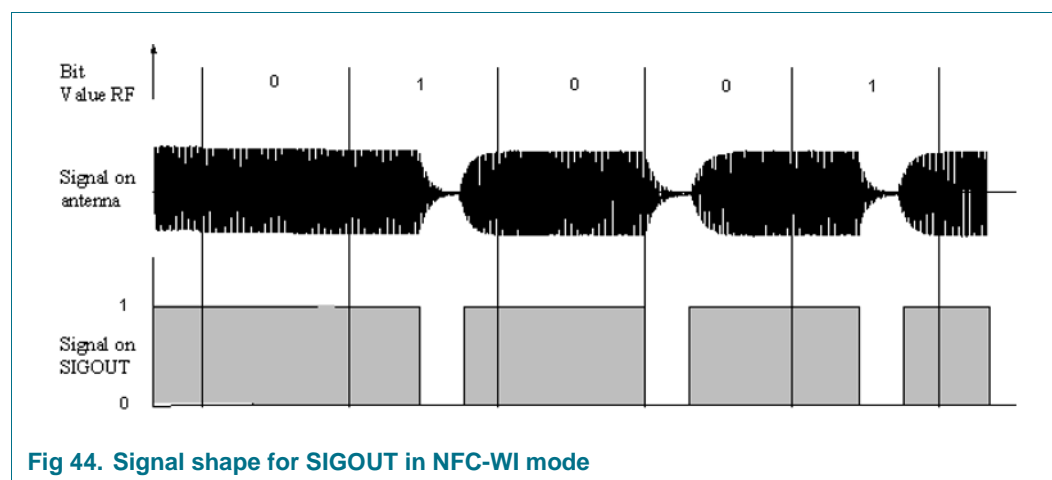 Bit
Value RF
0 1 0 0 1
Signal on
antenna
1
Signal on
SIGOUT
0
Fig 44. Signal shape for SIGOUT in NFC-WI mode